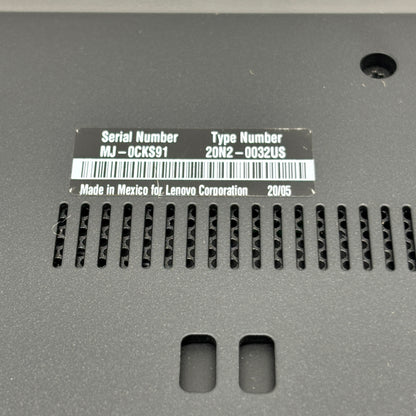 Serial Number Type Number
MJ-0CKS91 20N2-0032US
Made in Mexico for Lenovo Corporation 20/05